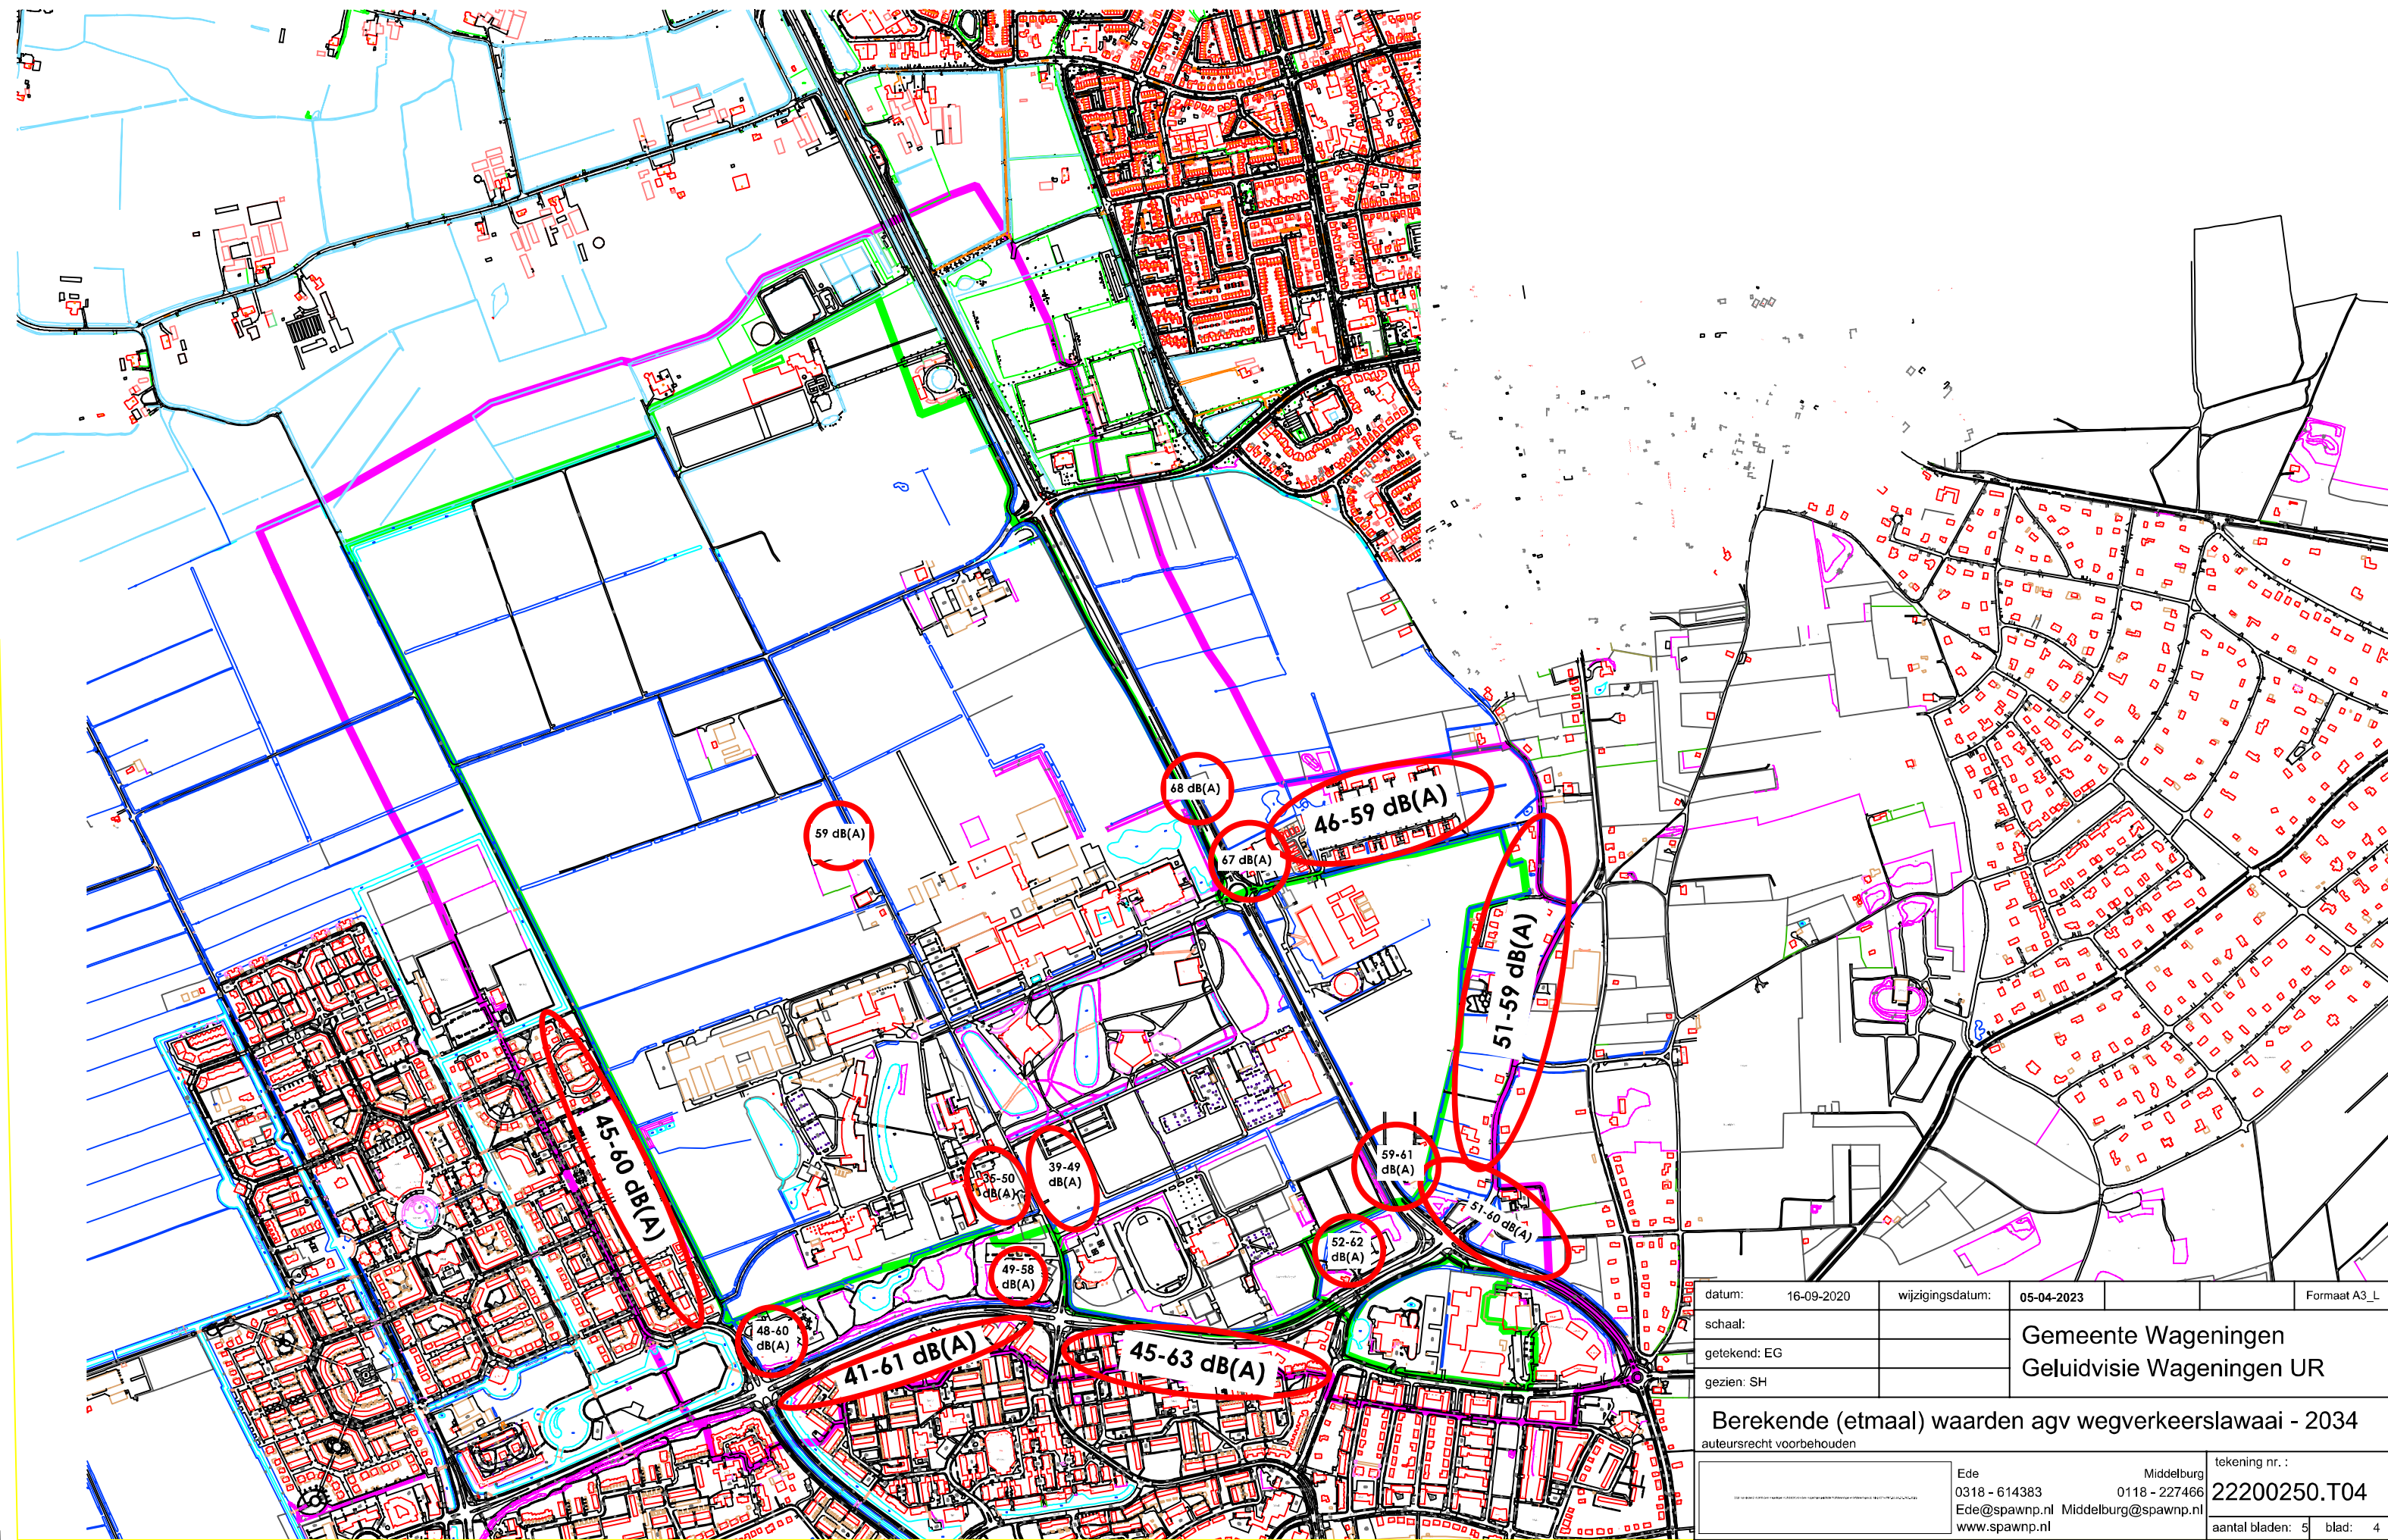 68 dB(A)
46-59 dB(A)
59 dB(A)
67 dB(A)
51-59 dB(A)
45-60 dB(A)
35-50
dB(A)
39-49
dB(A)
59-61
dB(A)
51-60 dB(A)
52-62
dB(A)
49-58
dB(A)
48-60
dB(A)
41-61 dB(A)
45-63 dB(A)
datum: 16-09-2020 wijzigingsdatum: 05-04-2023 Formaat A3_L
schaal:
getekend: EG
gezien: SH
Gemeente Wageningen
Geluidvisie Wageningen UR
Berekende (etmaal) waarden agv wegverkeerslawaai - 2034
auteursrecht voorbehouden
Ede Middelburg
0318 - 614383 0118 - 227466
Ede@spawnp.nl Middelburg@spawnp.nl
www.spawnp.nl
tekening nr. :
22200250.T04
aantal bladen: 5 blad: 4